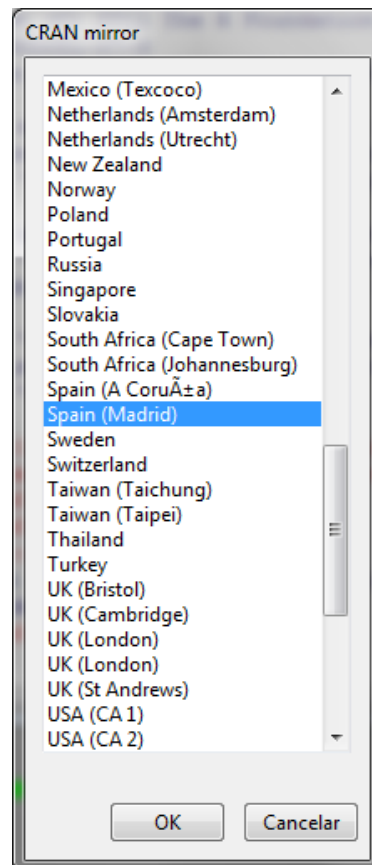 CRAN mirror
Mexico (Texcoco)
Netherlands (Amsterdam)
Netherlands (Utrecht)
New Zealand
Norway
Poland
Portugal
Russia
Singapore
Slovakia
South Africa (Cape Town)
South Africa (Johannesburg)
Spain (A CoruÃ±a)
Spain (Madrid)
Sweden
Switzerland
Taiwan (Taichung)
Taiwan (Taipei)
Thailand
Turkey
UK (Bristol)
UK (Cambridge)
UK (London)
UK (London)
UK (St Andrews)
USA (CA 1)
USA (CA 2)
OK Cancelar